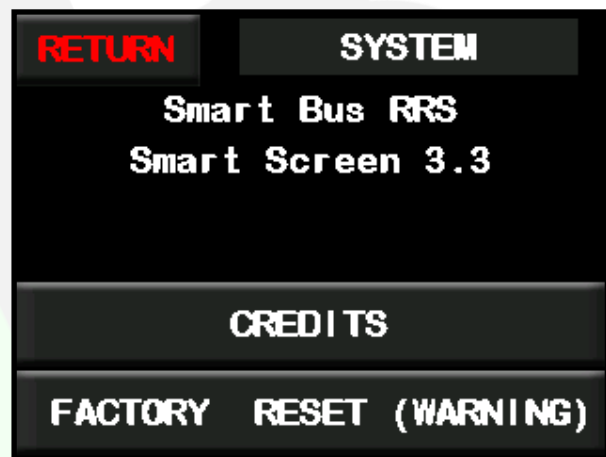 RETURN SYSTEM
Smart Bus RRS
Smart Screen 3.3
CREDITS
FACTORY RESET (WARNING)